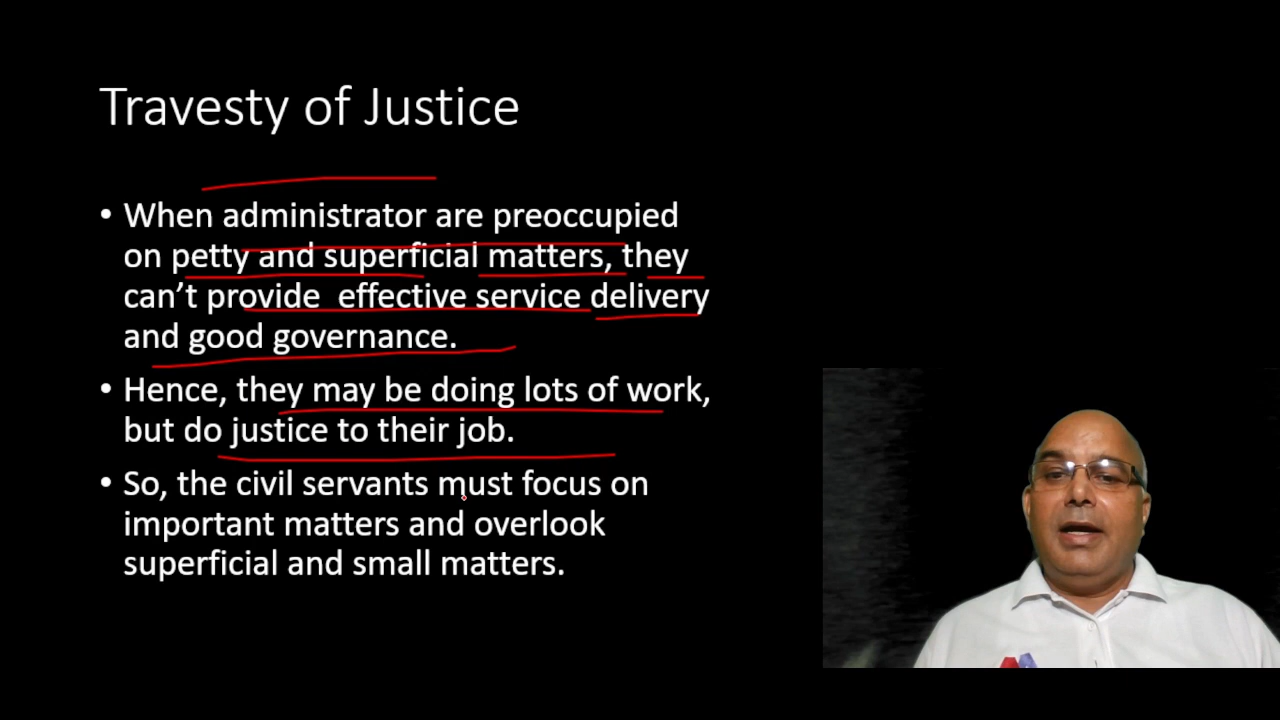 Travesty of Justice
• When administrator are preoccupied
on petty and superficial matters, they
can’t provide effective service delivery
and good governance.
• Hence, they may be doing lots of work,
but do justice to their job.
• So, the civil servants must focus on
important matters and overlook
superficial and small matters.